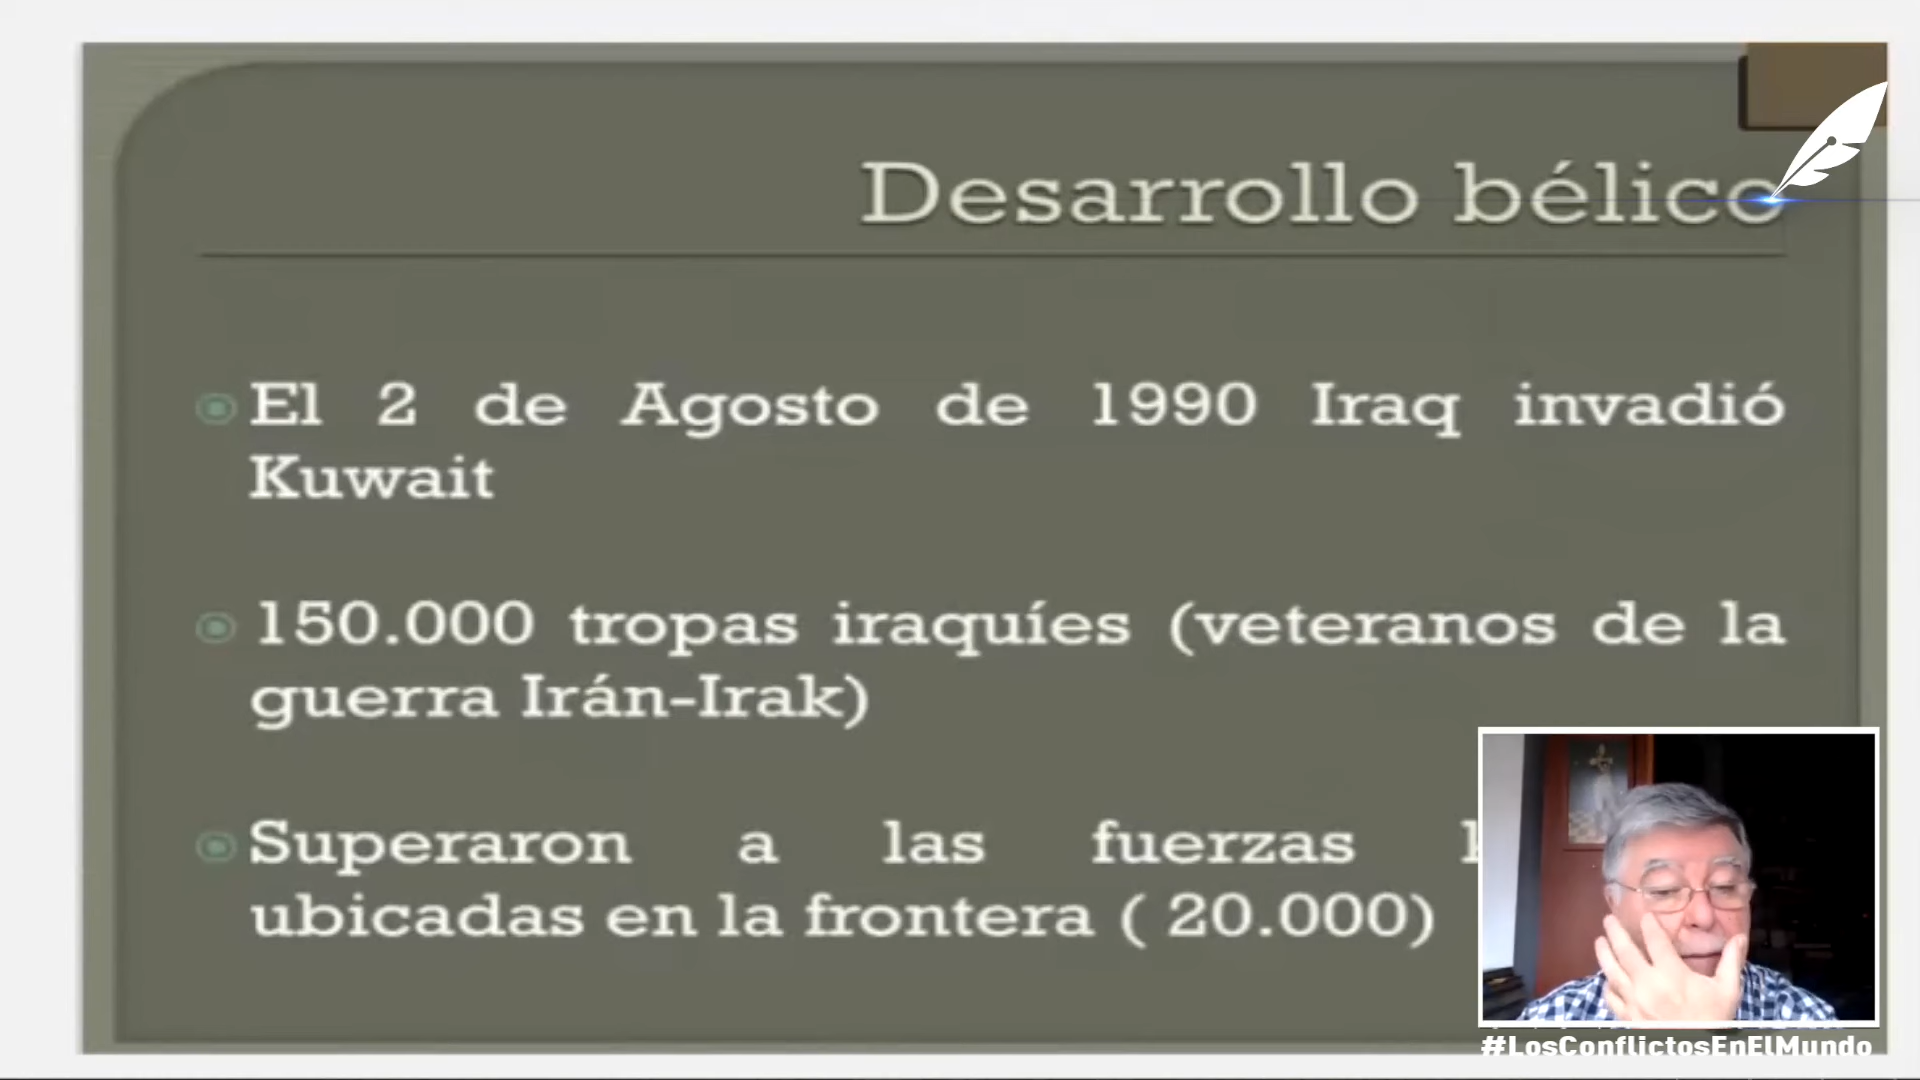 Desarrollo bélico
El 2 de Agosto de 1990 Iraq invadió
Kuwait
150.000 tropas iraquíes (veteranos de la
guerra Irán-Irak)
Superaron a las fuerzas
ubicadas en la frontera ( 20.000)
#LosConflictosEnElMundo